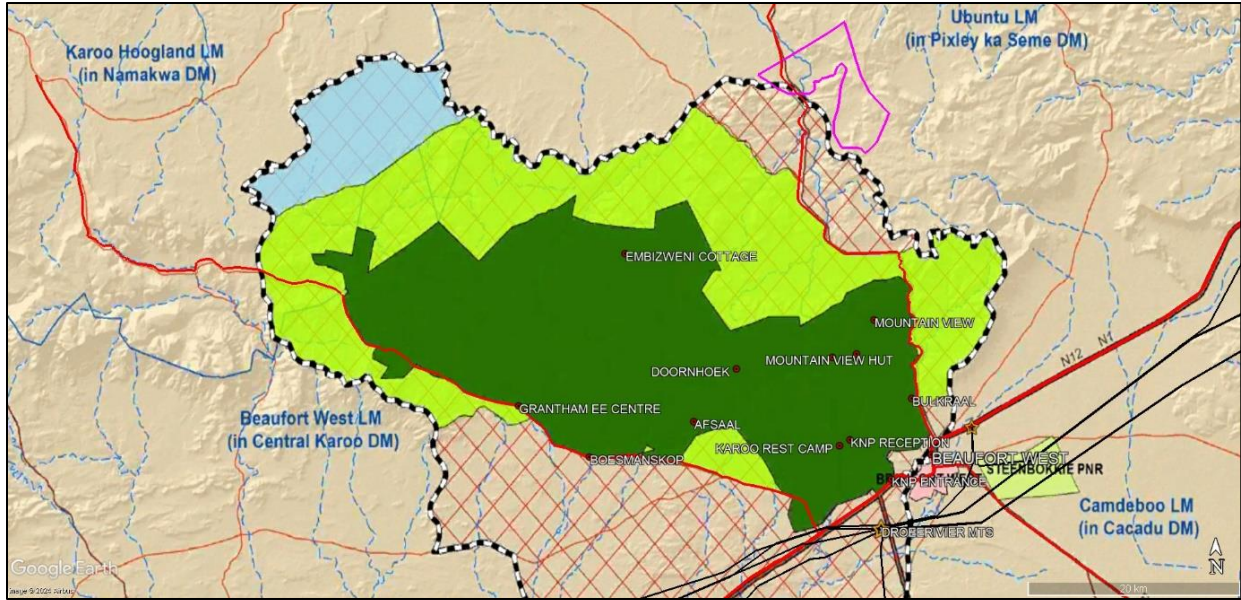 Karoo Hoogland LM
(in Namakwa DM)
Ubuntu LM
(in Pixley ka Seme DM)
EMBIZWENI COTTAGE
MOUNTAIN VIEW
N12
N1
MOUNTAIN VIEW HUT
DOORNHOEK
BULKRAAL
GRANTHAM EE CENTRE
Beaufort West LM
(in Central Karoo DM)
AFSAAL
KAROO REST CAMP
KNP RECEPTION
BOESMANSKOP
BEAUFORT WEST
STEENBOKKIE PNR
KNP ENTRANCE
Camdeboo LM
(in Cacadu DM)
DROERIVIER MTS
N
Google Earth
20 km